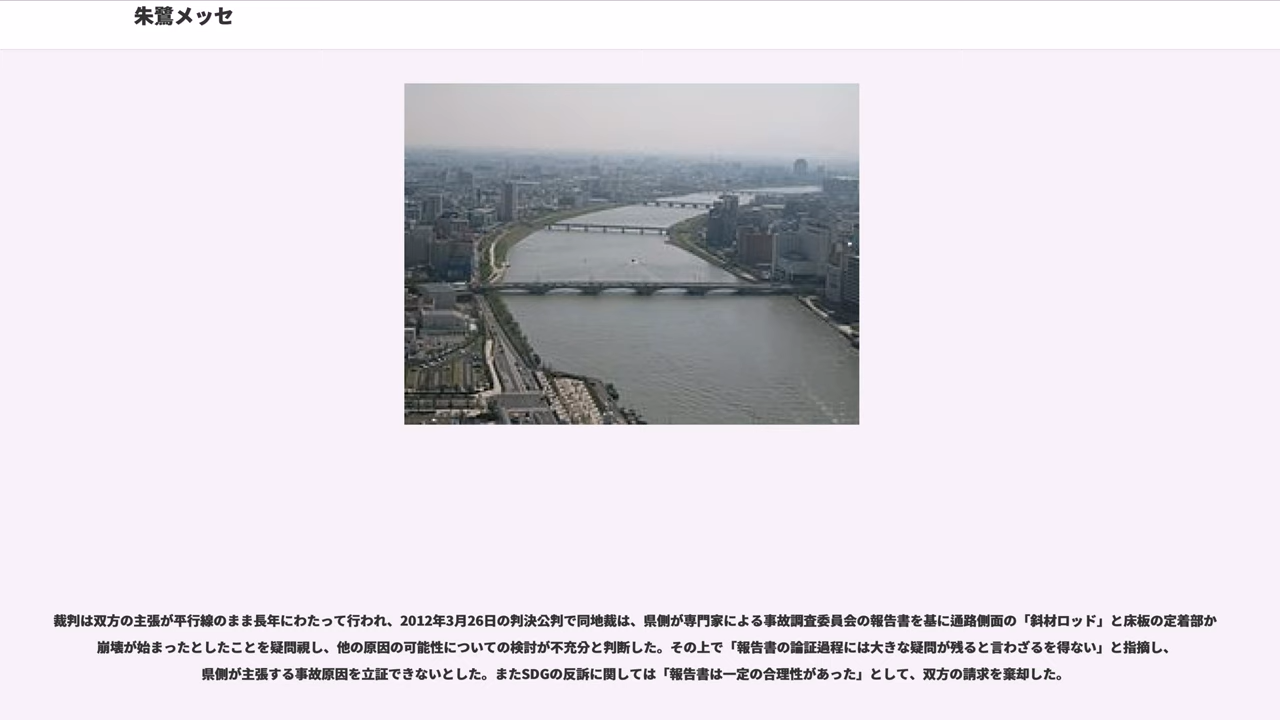 朱鷺メッセ
裁判は双方の主張が平行線のまま長年にわたって行われ、2012年3月26日の判決公判で同地裁は、県側が専門家による事故調査委員会の報告書を基に通路側面の「斜材ロッド」と床板の定着部か
崩壊が始まったとしたことを疑問視し、他の原因の可能性についての検討が不充分と判断した。その上で「報告書の論証過程には大きな疑問が残ると言わざるを得ない」と指摘し、
県側が主張する事故原因を立証できないとした。またSDGの反訴に関しては「報告書は一定の合理性があった」として、双方の請求を棄却した。